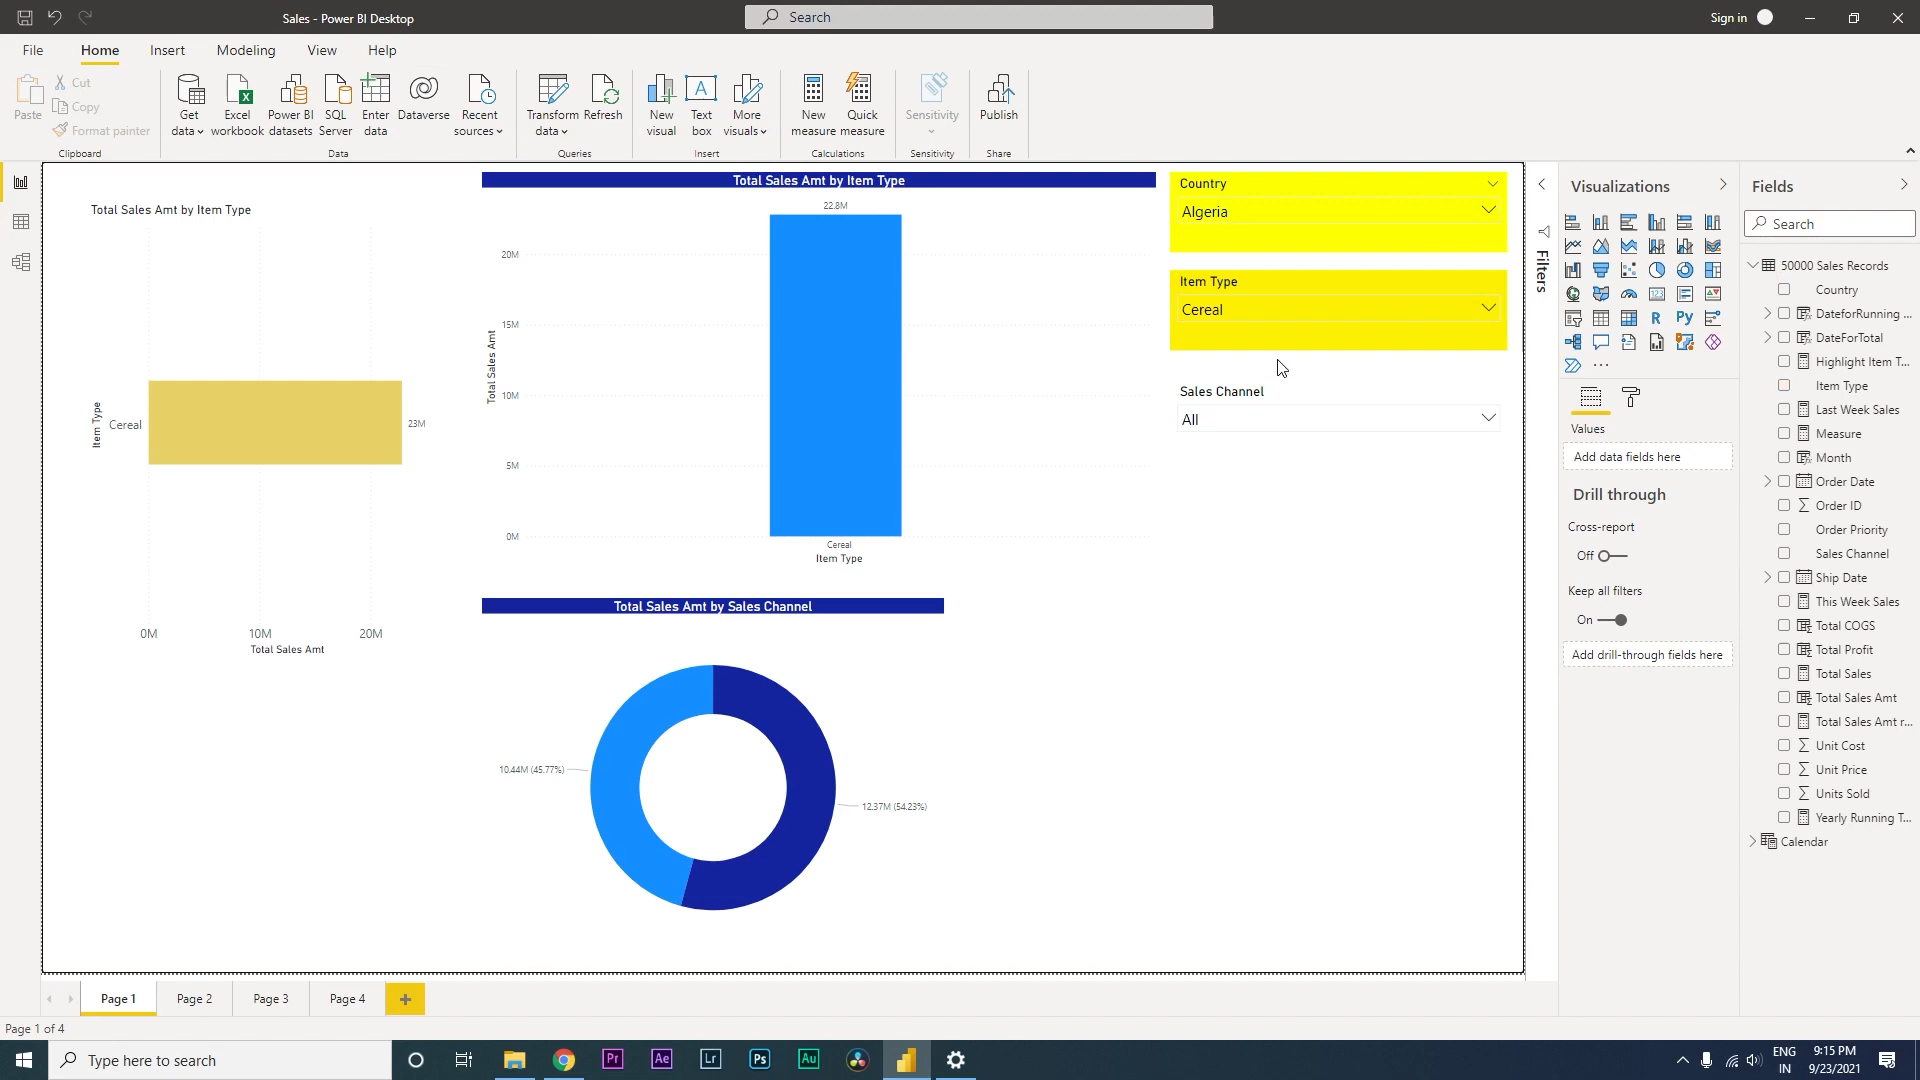 Sales - Power BI Desktop
Search
Sign in
File
Home
Insert
Modeling
View
Help
Paste
Cut
Copy
Format painter
Clipboard
Get data
Excel workbook
Power BI datasets
SQL Server
Enter data
Dataverse
Recent sources
Data
Transform data
Refresh
Queries
New visual
Text box
More visuals
Insert
New measure
Quick measure
Calculations
Sensitivity
Sensitivity
Publish
Share
Total Sales Amt by Item Type
Item Type
Cereal
23M
0M
10M
20M
Total Sales Amt
Total Sales Amt by Item Type
22.8M
20M
15M
10M
5M
0M
Total Sales Amt
Cereal
Item Type
Total Sales Amt by Sales Channel
10.44M (45.77%)
12.37M (54.23%)
Country
Algeria
Item Type
Cereal
Sales Channel
All
Filters
Visualizations
R
Py
Values
Add data fields here
Drill through
Cross-report
Off
Keep all filters
On
Add drill-through fields here
Fields
Search
50000 Sales Records
Country
DateforRunning ...
DateForTotal
Highlight Item T...
Item Type
Last Week Sales
Measure
Month
Order Date
Order ID
Order Priority
Sales Channel
Ship Date
This Week Sales
Total COGS
Total Profit
Total Sales
Total Sales Amt
Total Sales Amt r...
Unit Cost
Unit Price
Units Sold
Yearly Running T...
Calendar
Page 1
Page 2
Page 3
Page 4
Page 1 of 4
Type here to search
Pr
Ae
Lr
Ps
Au
ENG
IN
9:15 PM
9/23/2021